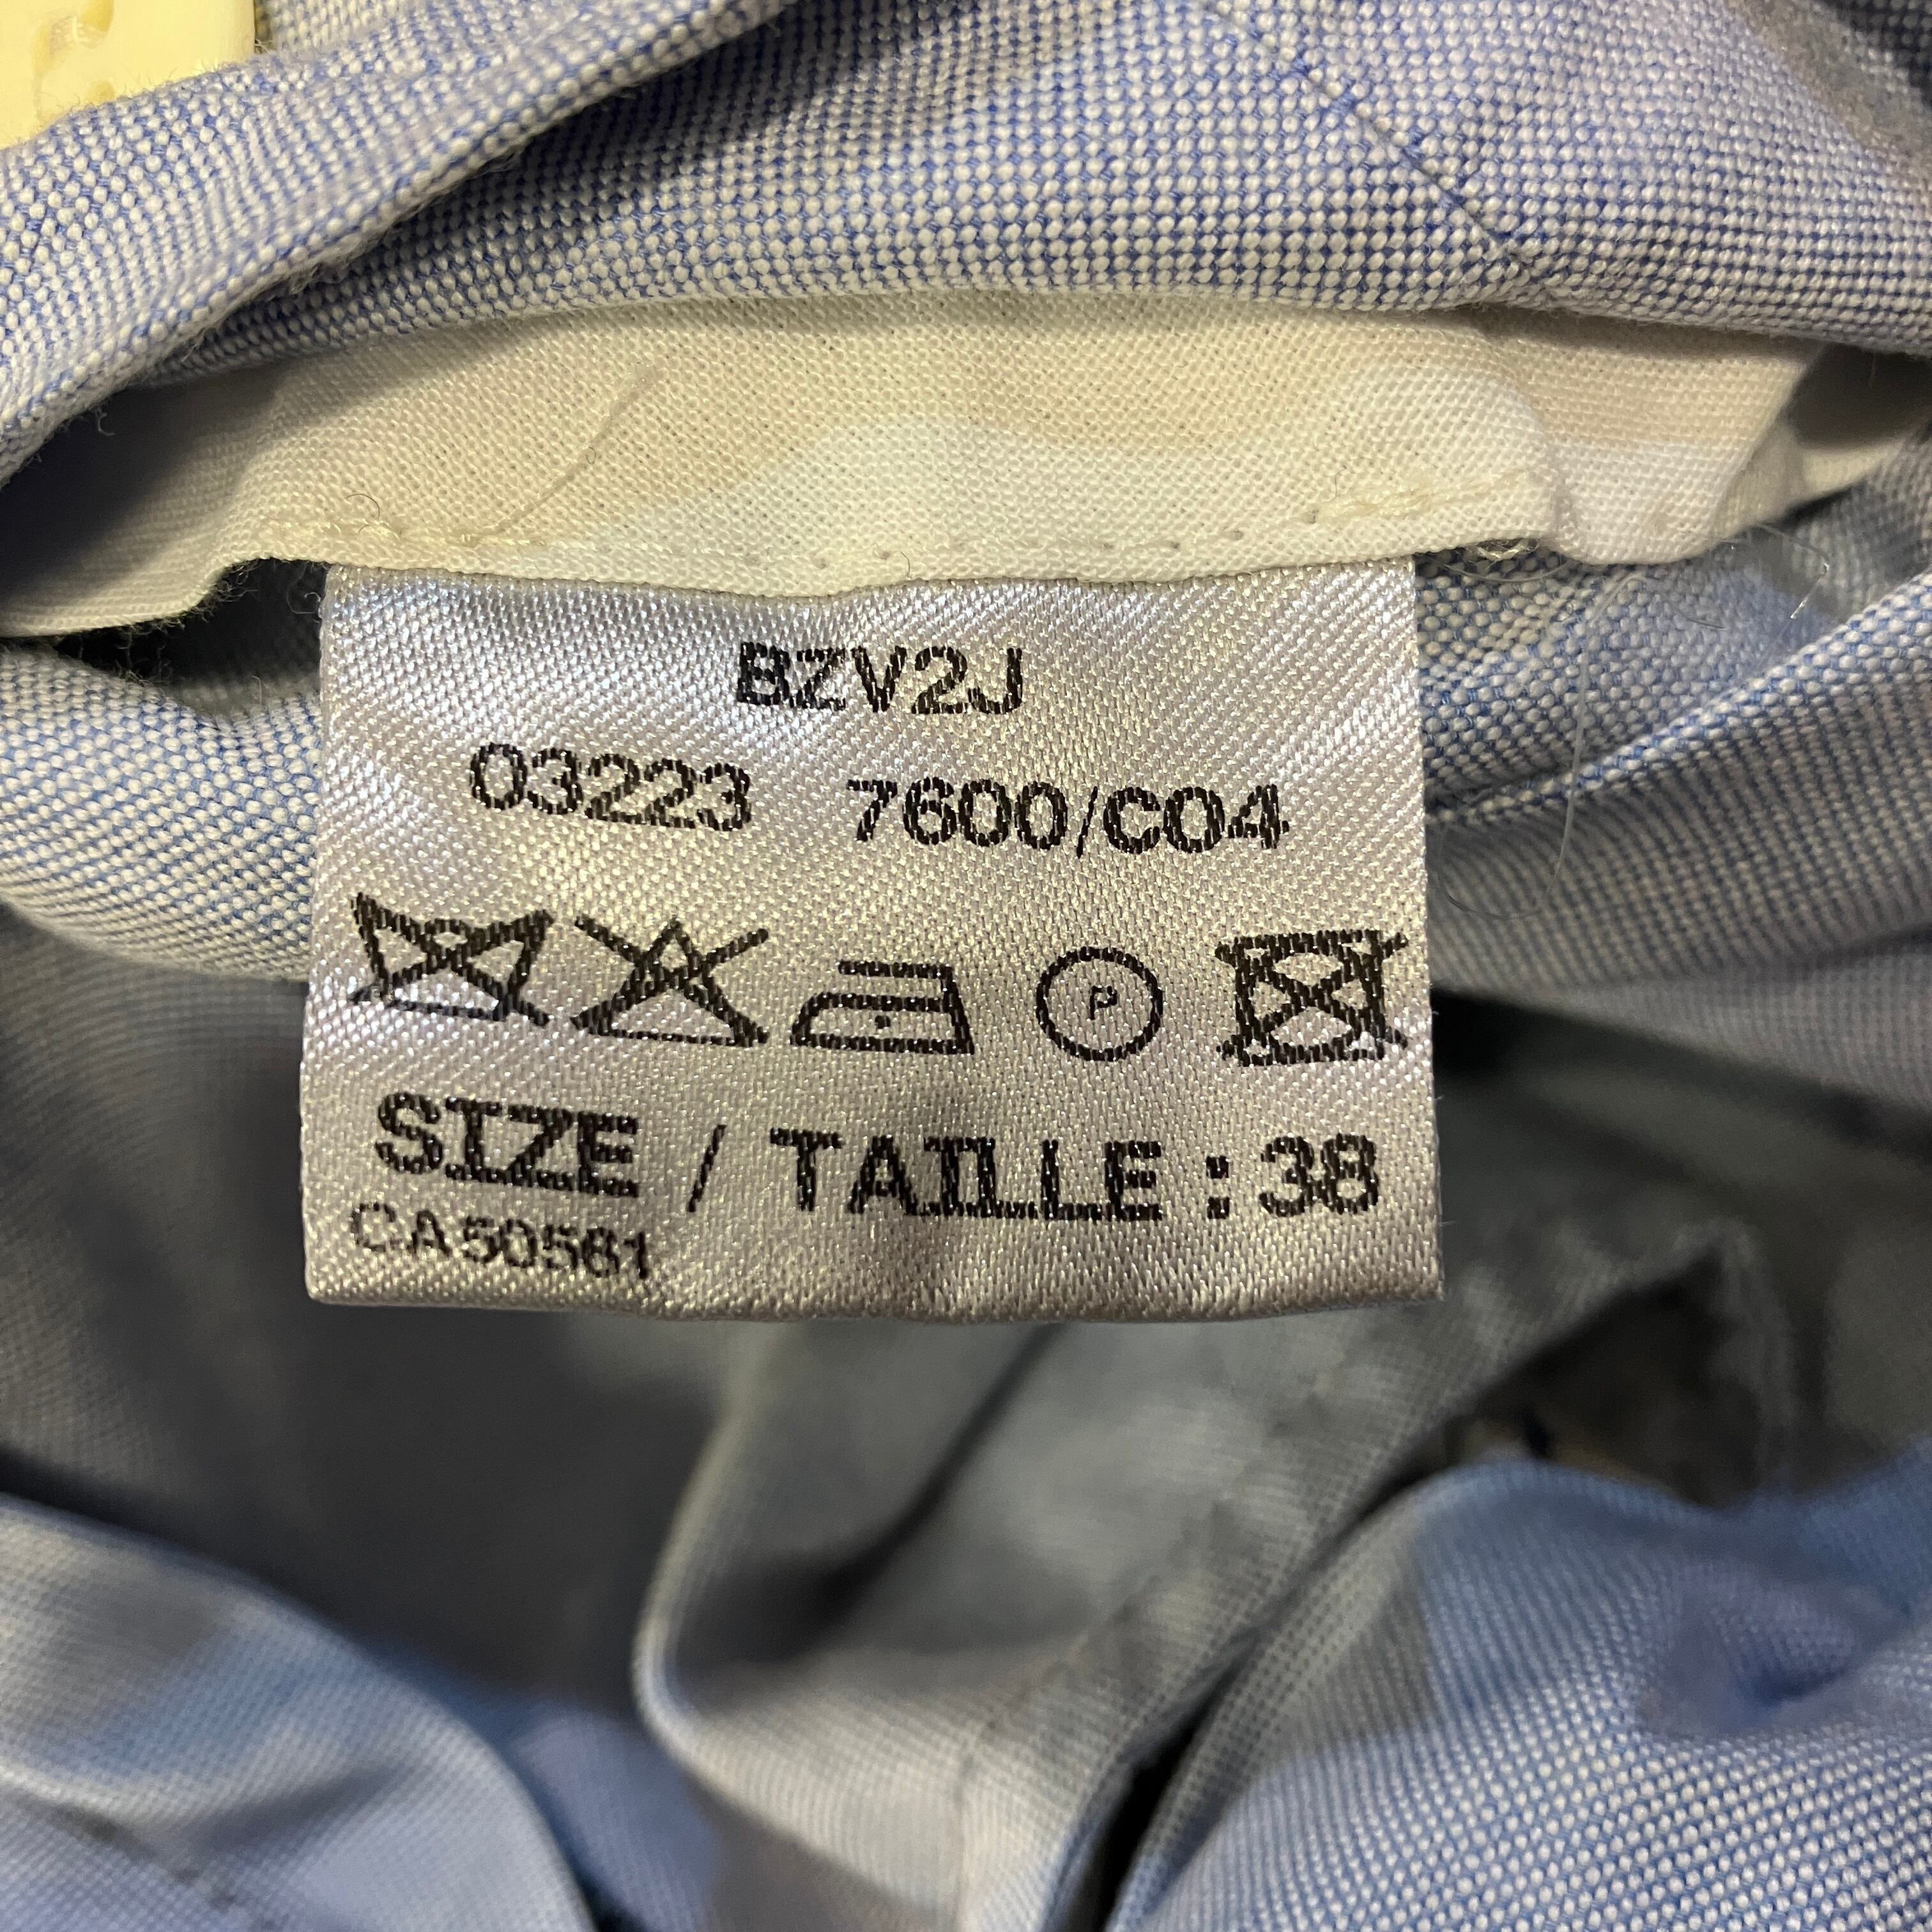 BZV2J
03223 7600/C04
P
SIZE / TAILLE : 38
CA50561